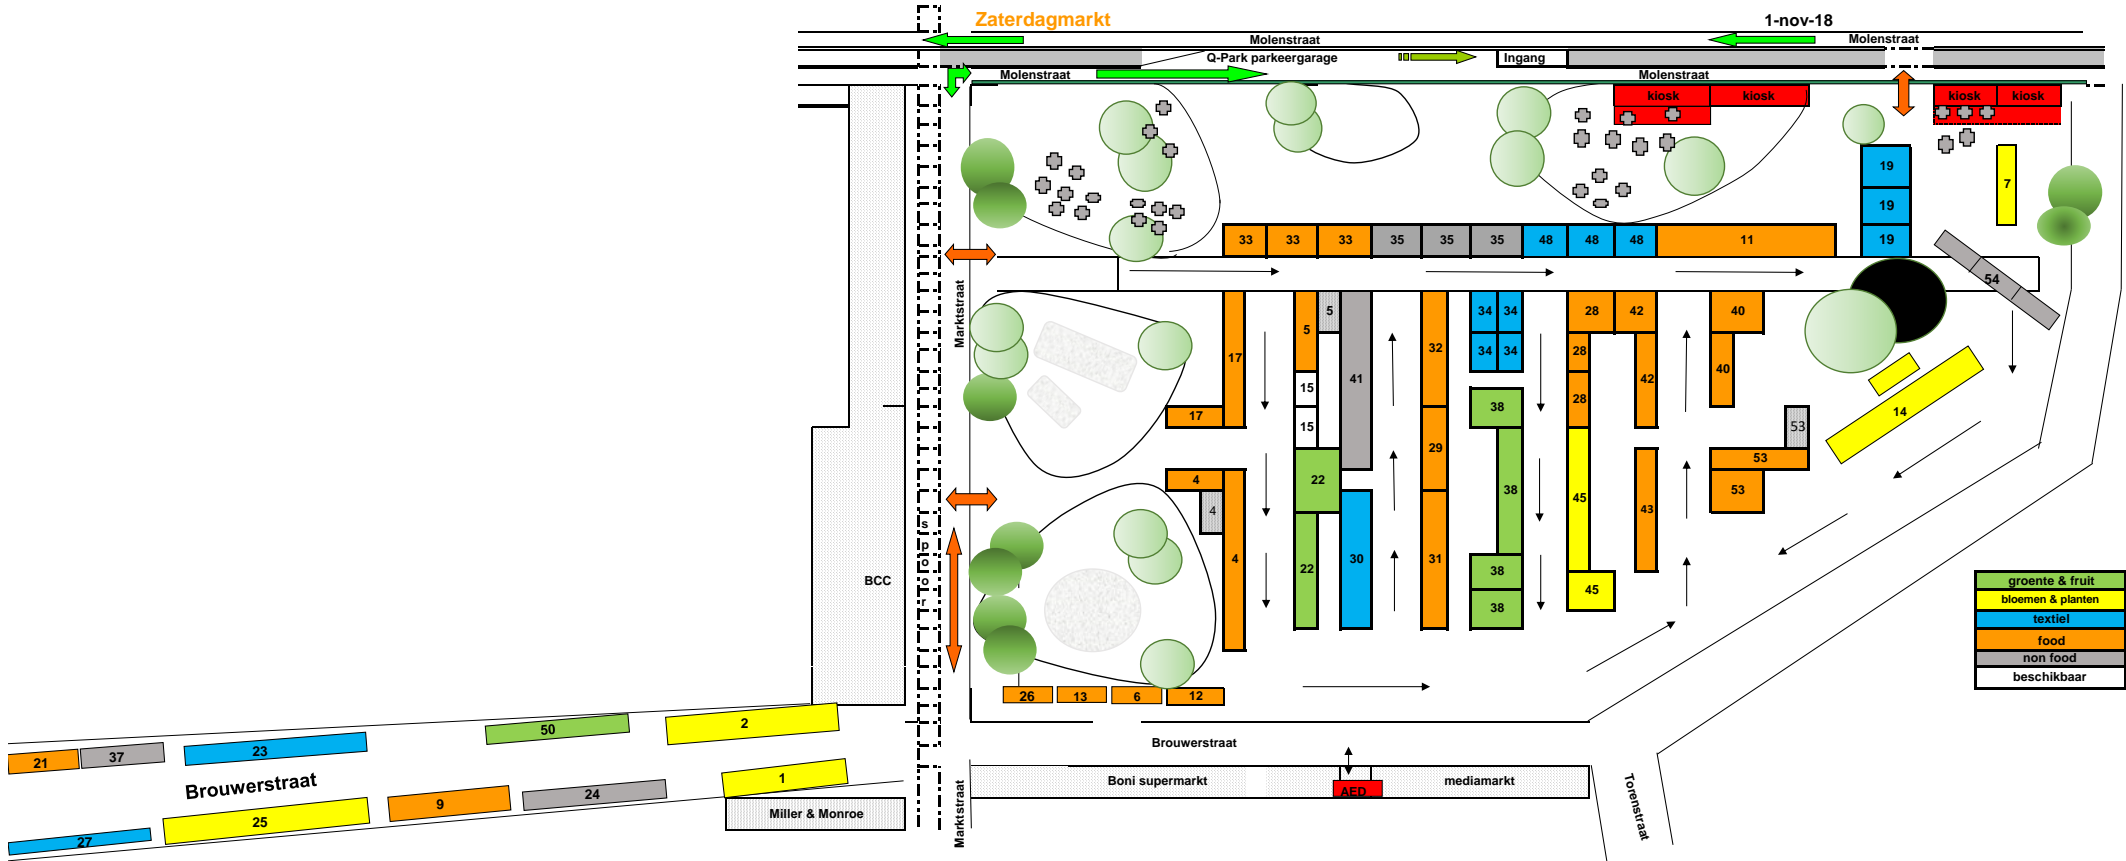 Zaterdagmarkt
1-nov-18
Molenstraat
Molenstraat
Q-Park parkeergarage
Ingang
Molenstraat
Molenstraat
kiosk
kiosk
kiosk
kiosk
19
7
19
33
33
33
35
35
35
48
48
48
11
19
54
Marktstraat
17
5
5
41
32
34
34
28
42
40
34
34
28
42
40
15
28
17
15
38
14
53
29
53
4
22
38
45
43
53
4
4
22
30
31
38
38
45
spoor
BCC
groente & fruit
bloemen & planten
textiel
food
non food
beschikbaar
26
13
6
12
2
50
23
37
21
Brouwerstraat
Brouwerstraat
1
24
9
25
27
Miller & Monroe
Marktstraat
Boni supermarkt
AED
mediamarkt
Torenstraat